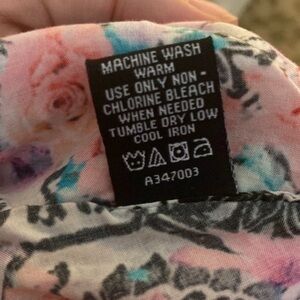 MACHINE WASH
WARM
USE ONLY NON-
CHLORINE BLEACH
WHEN NEEDED
TUMBLE DRY LOW
COOL IRON
A347003